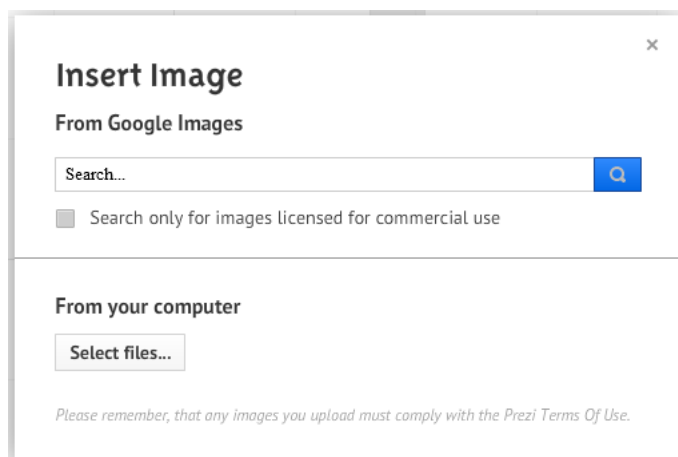 ×
Insert Image
From Google Images
Search...
Search only for images licensed for commercial use
From your computer
Select files...
Please remember, that any images you upload must comply with the Prezi Terms Of Use.